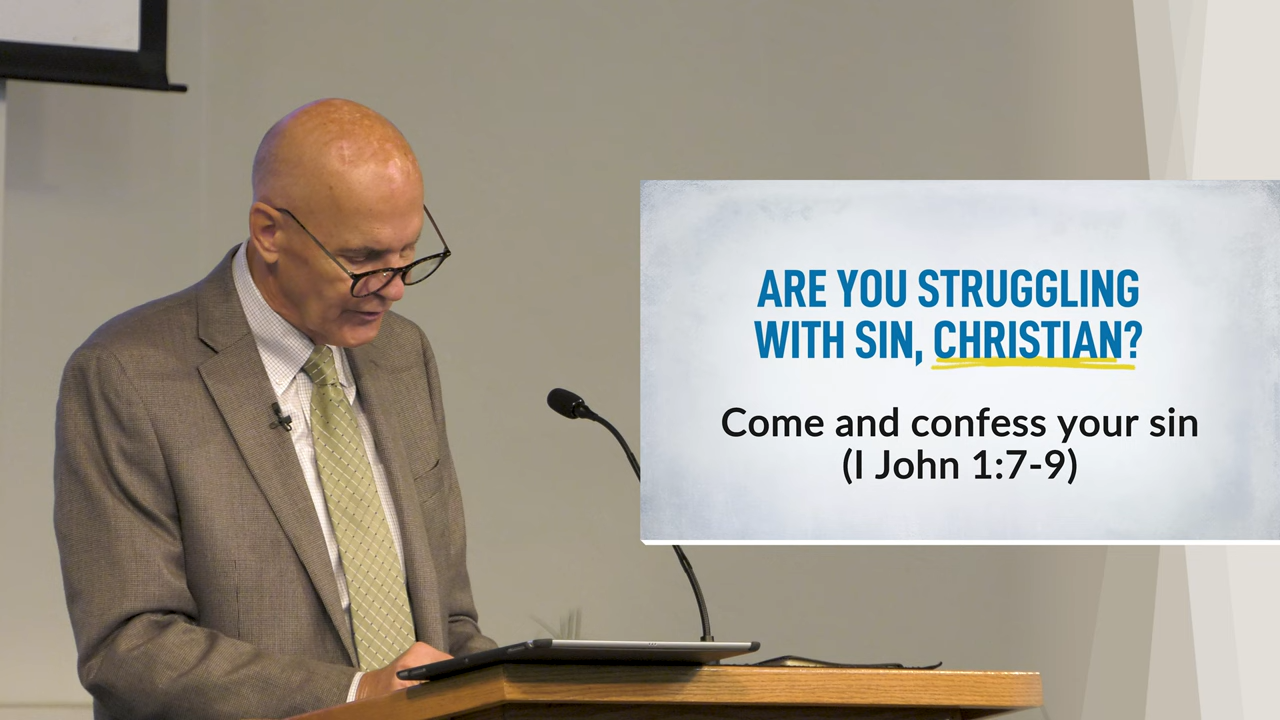 ARE YOU STRUGGLING
WITH SIN, CHRISTIAN?
Come and confess your sin
(I John 1:7-9)